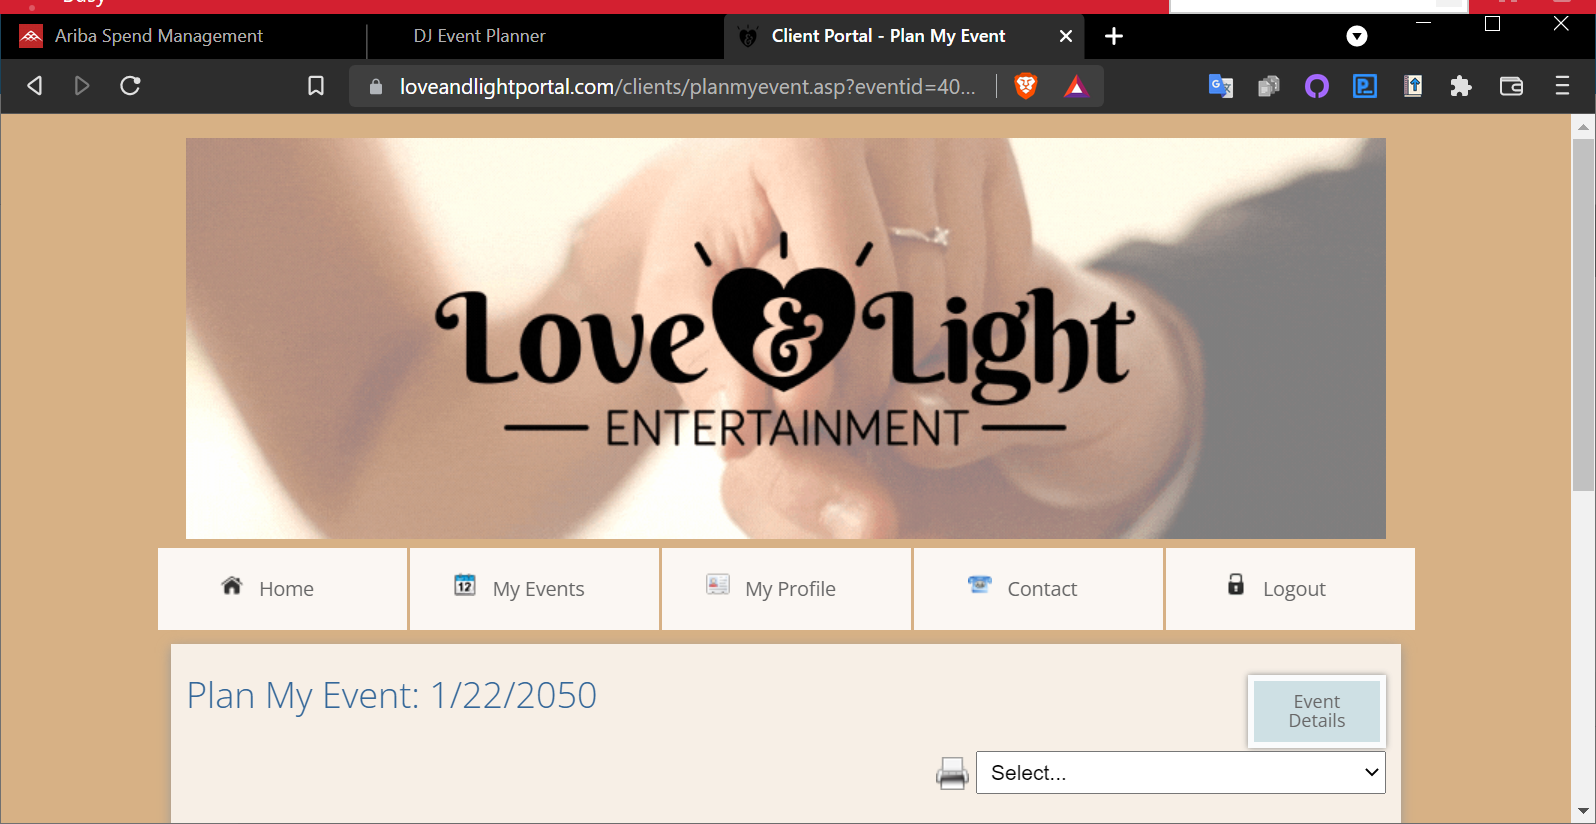 Ariba Spend Management
DJ Event Planner
Client Portal - Plan My Event
loveandlightportal.com/clients/planmyevent.asp?eventid=40...
Love & Light
ENTERTAINMENT
Home
My Events
My Profile
Contact
Logout
Plan My Event: 1/22/2050
Event
Details
Select...